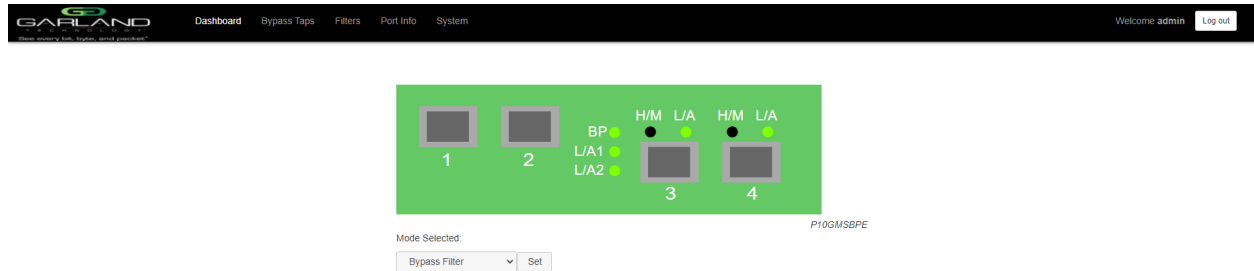 GARLAND
TECHNOLOGY
See every bit, byte, and packet®
Dashboard Bypass Taps Filters Port Info System
Welcome admin Log out
H/M L/A H/M L/A
BP
L/A1
L/A2
1 2
3 4
P10GMSBPE
Mode Selected:
Bypass Filter Set